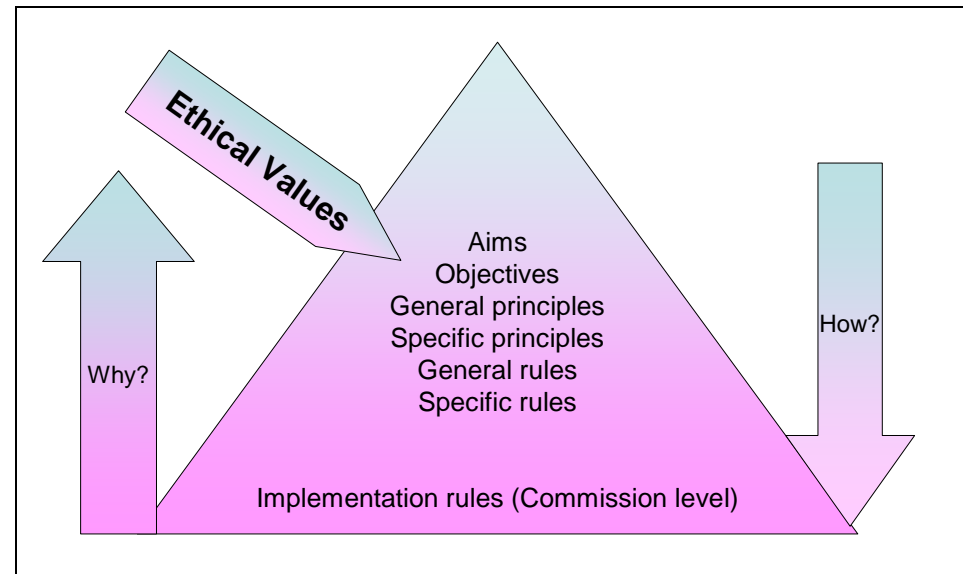 Ethical Values
Aims
Objectives
General principles
Specific principles
General rules
Specific rules
Why?
How?
Implementation rules (Commission level)